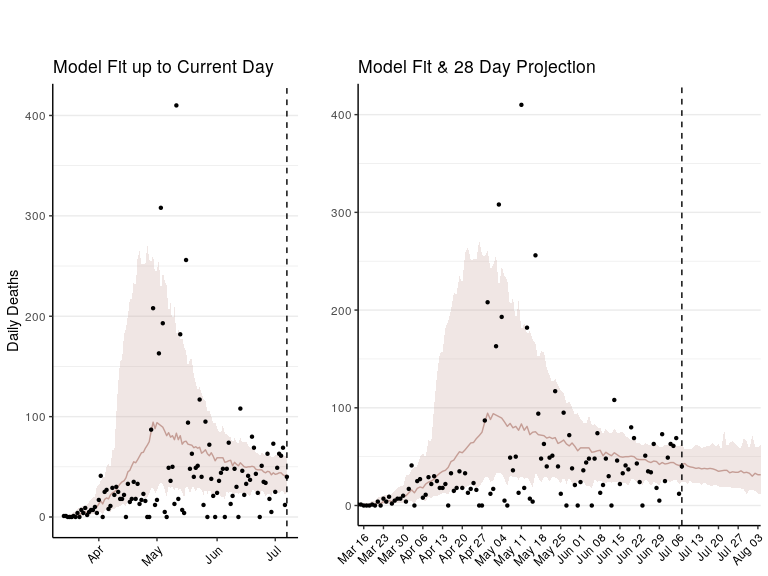 Model Fit up to Current Day
Model Fit & 28 Day Projection
Daily Deaths
400
300
200
100
0
Apr
May
Jun
Jul
400
300
200
100
0
Mar 16
Mar 23
Mar 30
Apr 06
Apr 13
Apr 20
Apr 27
May 04
May 11
May 18
May 25
Jun 01
Jun 08
Jun 15
Jun 22
Jun 29
Jul 06
Jul 13
Jul 20
Jul 27
Aug 03